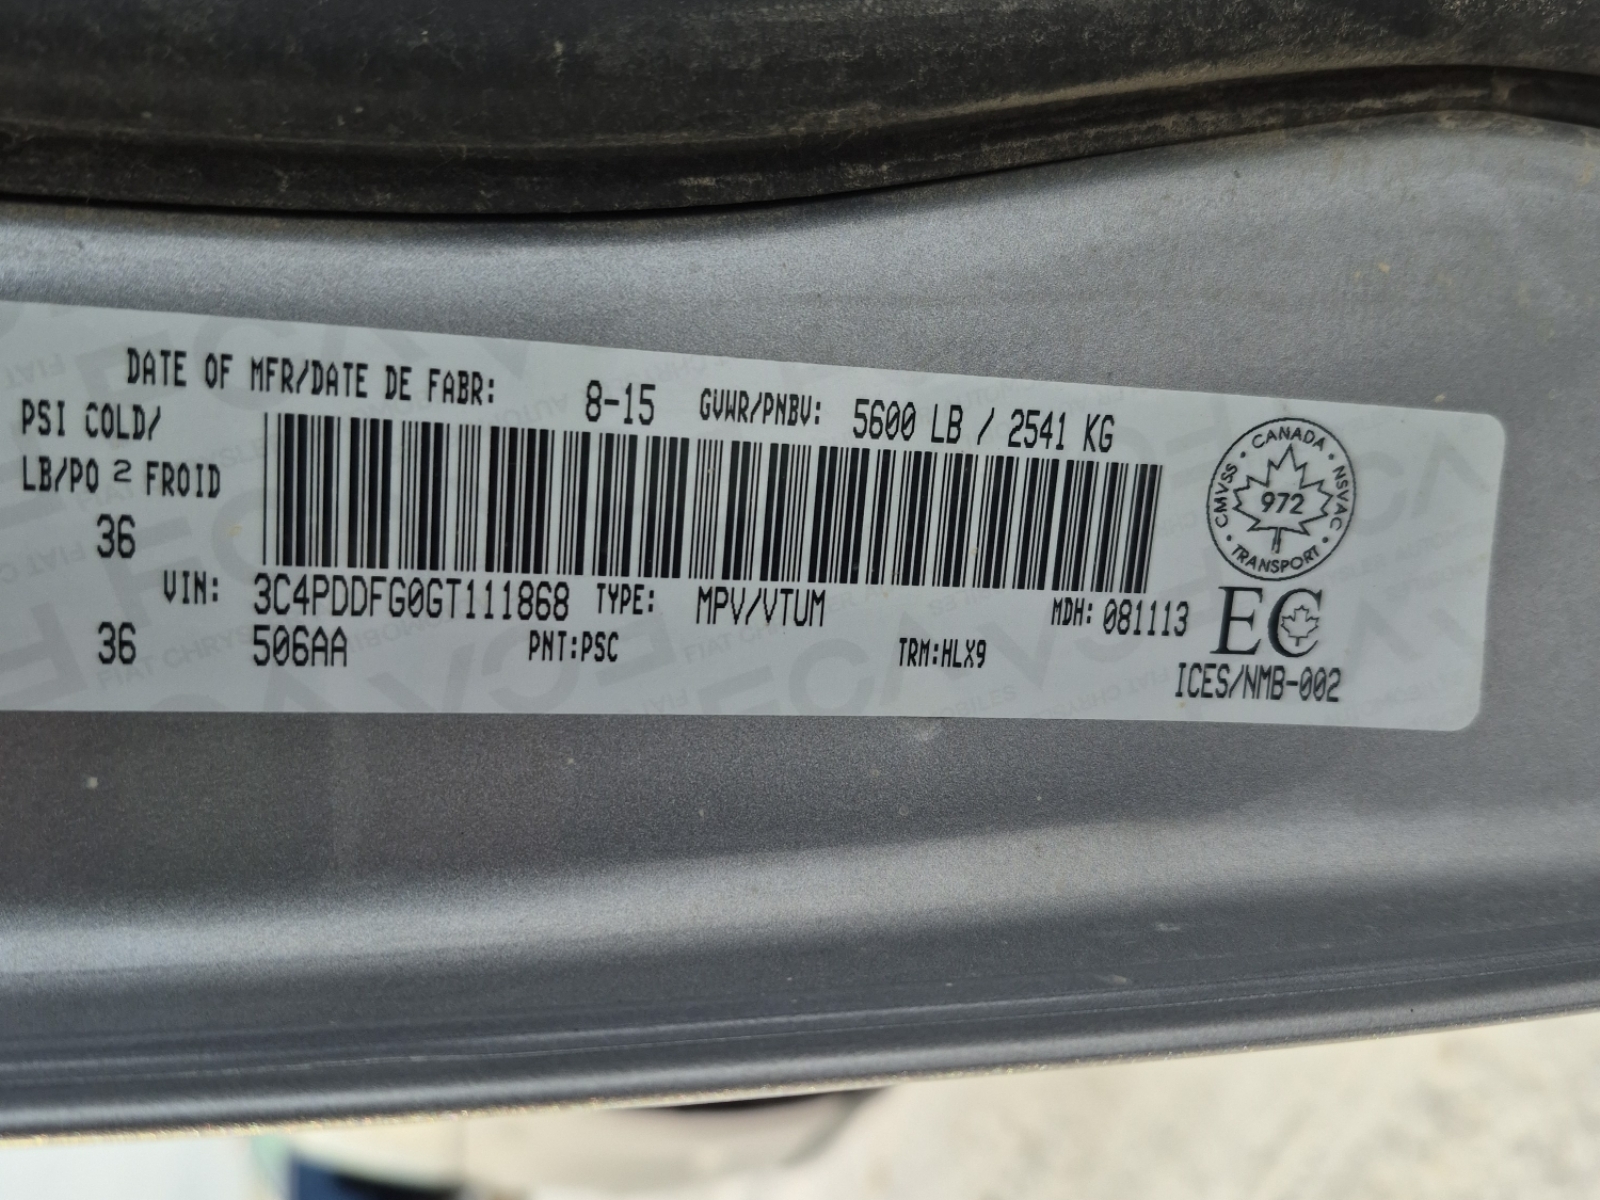 DATE OF MFR/DATE DE FABR: 8-15 GVWR/PNBV: 5600 LB / 2541 KG
PSI COLD/
LB/PO 2 FROID
36
VIN: 3C4PDDFG0GT111868 TYPE: MPV/VTUM MDH: 081113
36 506AA PNT:PSC TRM:HLX9
CANADA
CMVSS
NSVAC
972
TRANSPORT
EC
ICES/NMB-002